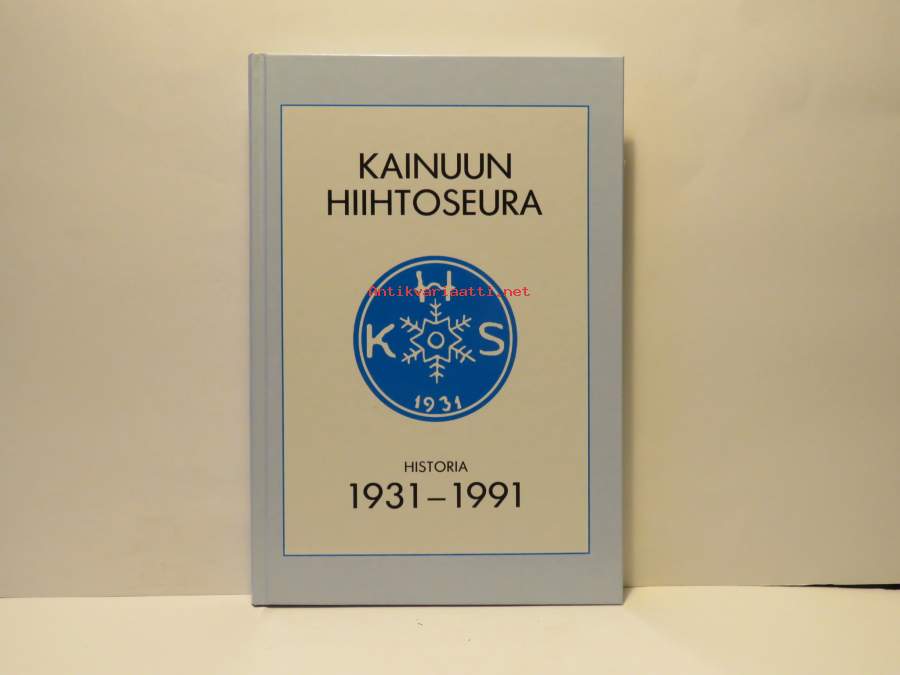 KAINUUN
HIIHTOSEURA
H
Antikvariaatti.net
K S
1931
HISTORIA
1931–1991